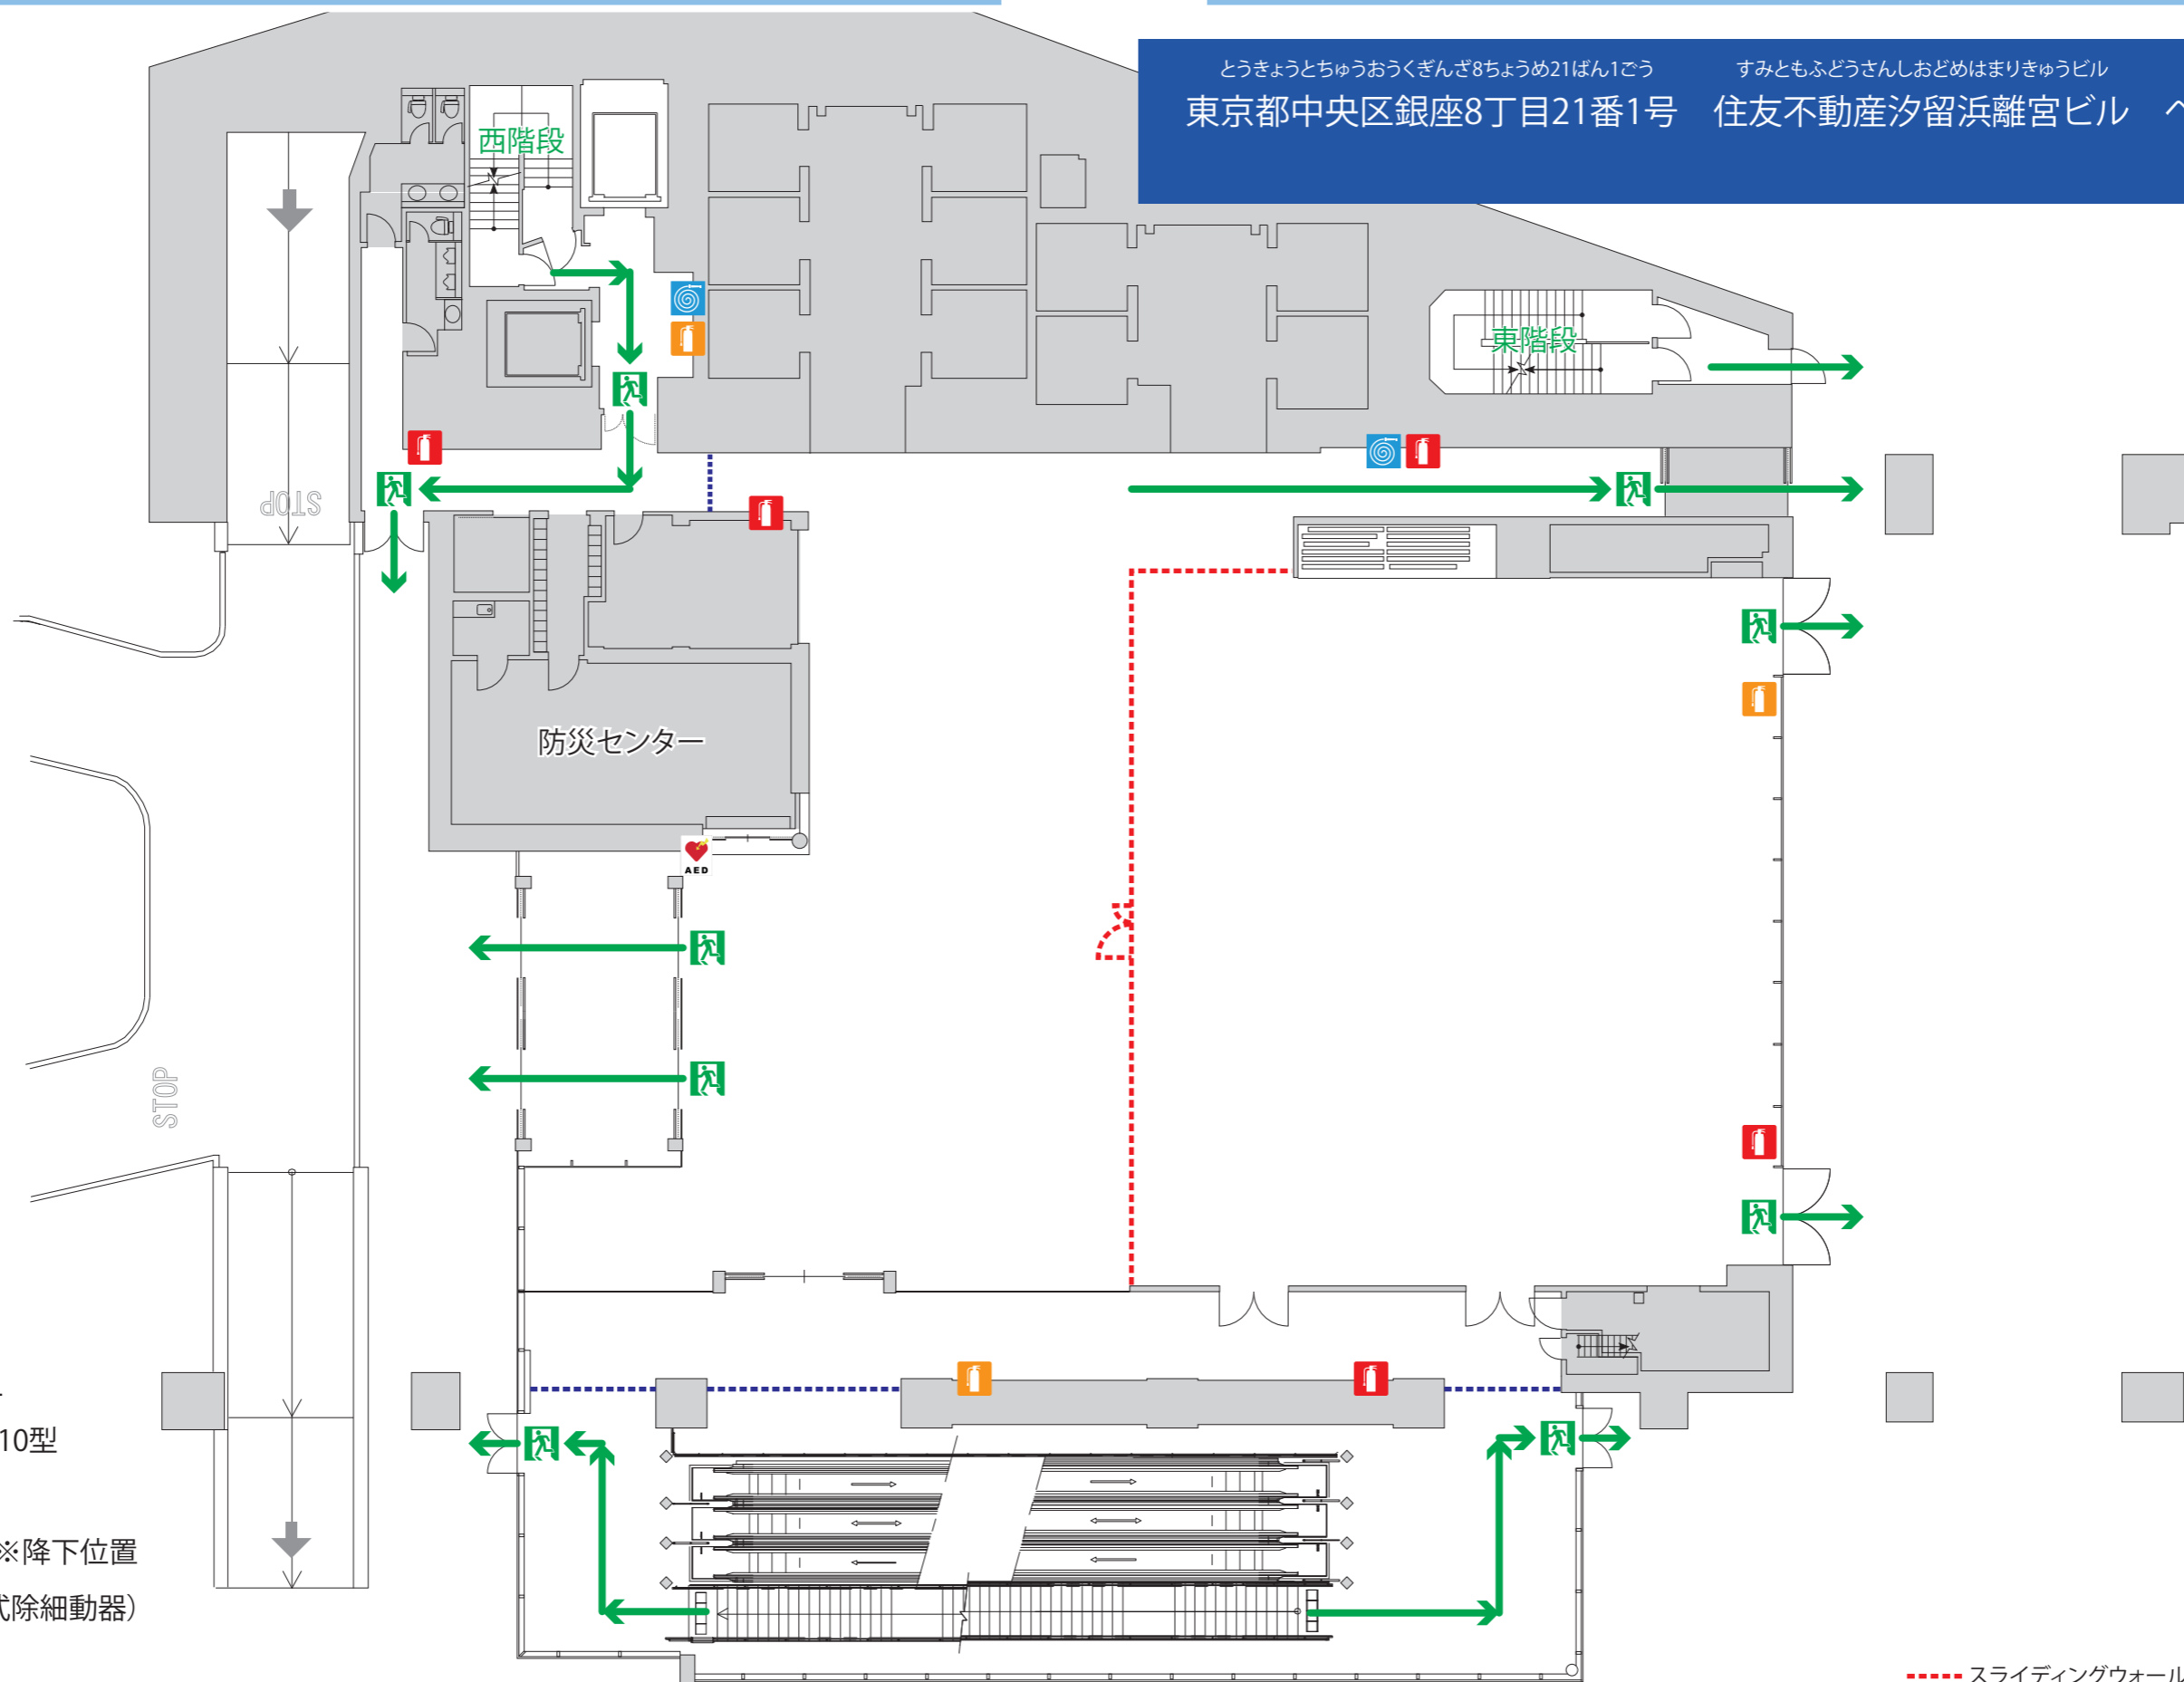 とうきょうとちゅうおうくぎんざ8ちょうめ21ばん1ごう　すみともふどうさんしおどめはまりきゅうビル
東京都中央区銀座8丁目21番1号　住友不動産汐留浜離宮ビル
西階段
東階段
STOP
防災センター
AED
STOP
10型
※降下位置
式除細動器）
スライディングウォール